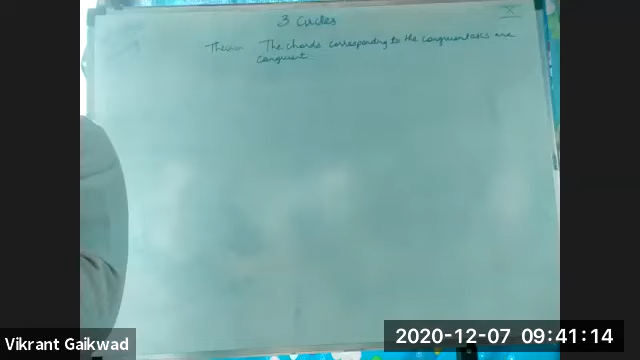 3 Circles
X
Theorem The chords corresponding to the congruent arcs are
congruent
Vikrant Gaikwad
2020-12-07 09:41:14